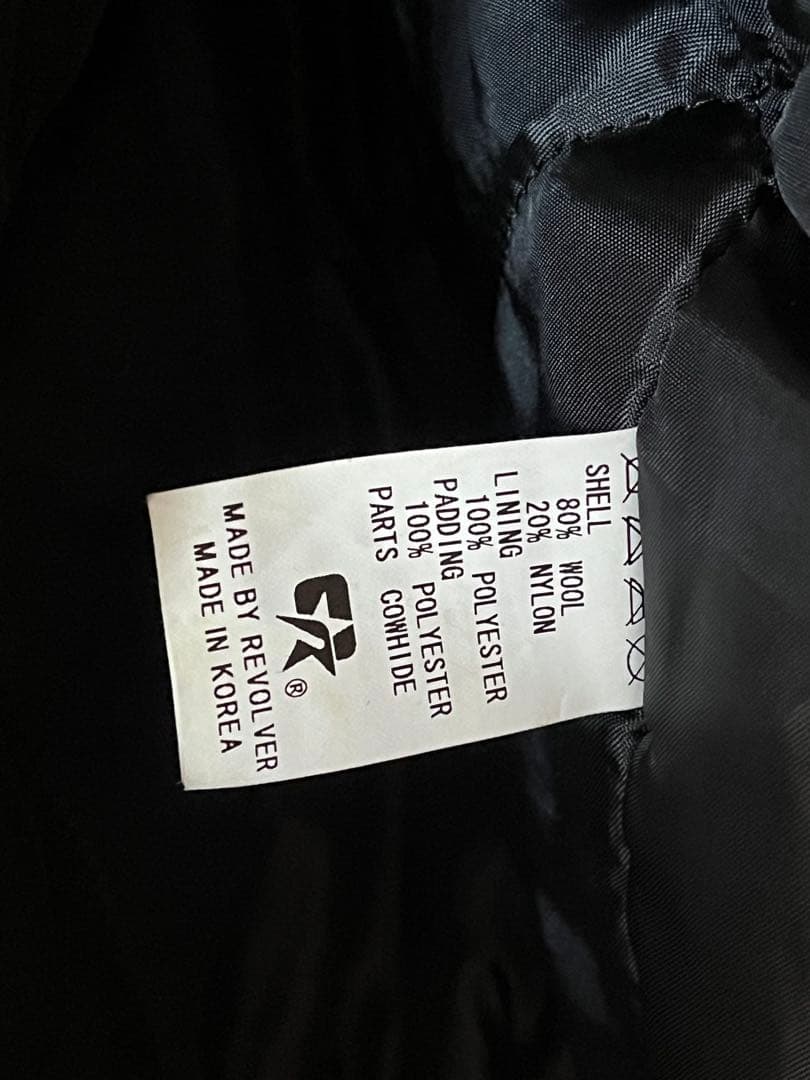 SHELL
80% WOOL
20% NYLON
LINING
100% POLYESTER
PADDING
100% POLYESTER
PARTS COWHIDE
R
®
MADE BY REVOLVER
MADE IN KOREA